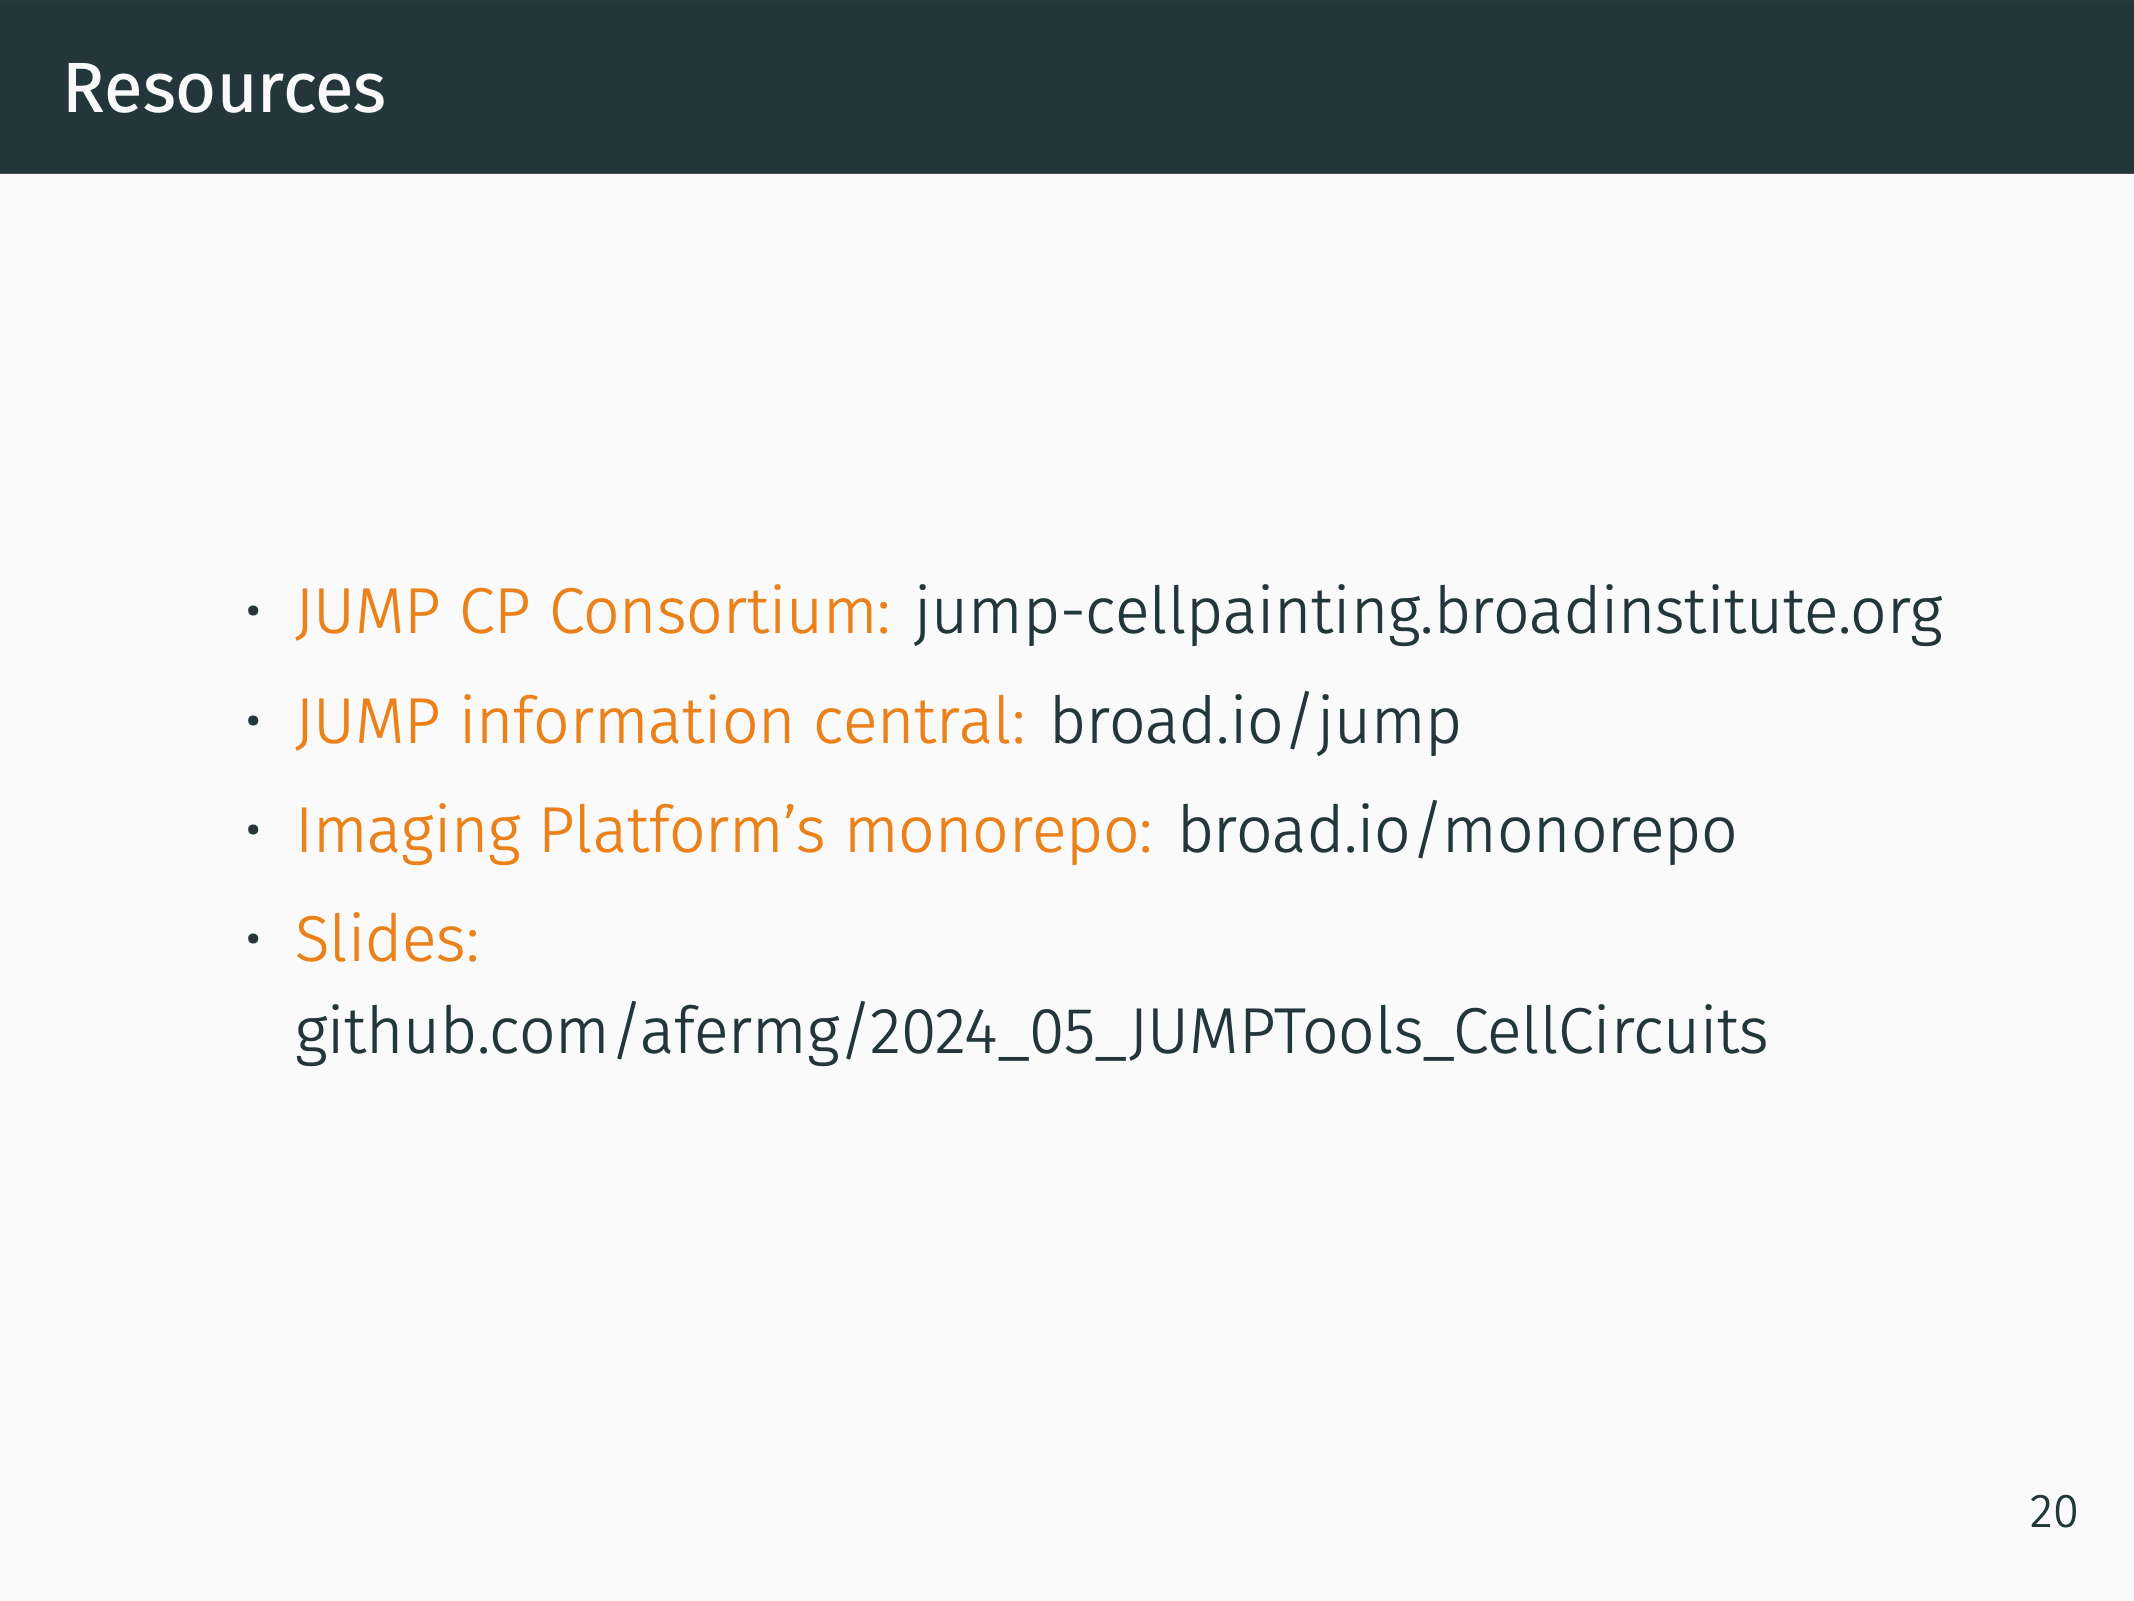 Resources
• JUMP CP Consortium: jump-cellpainting.broadinstitute.org
• JUMP information central: broad.io/jump
• Imaging Platform’s monorepo: broad.io/monorepo
• Slides:
github.com/afermg/2024_05_JUMPTools_CellCircuits
20